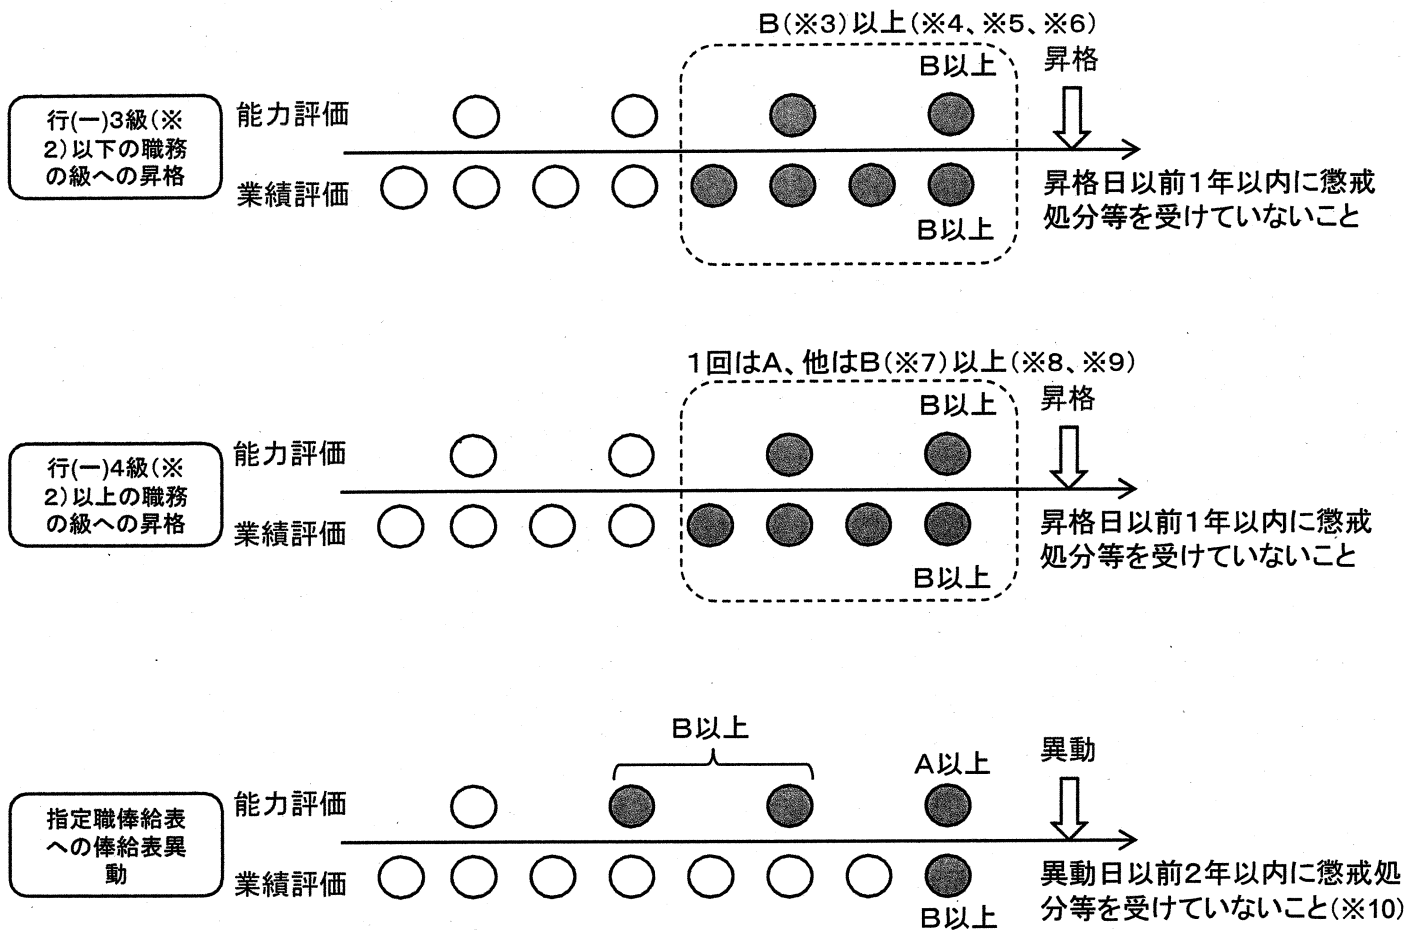 B(※3)以上(※4、※5、※6)
B以上
昇格
行(一)3級(※
2)以下の職務
の級への昇格
能力評価
業績評価
B以上
昇格日以前1年以内に懲戒
処分等を受けていないこと
1回はA、他はB(※7)以上(※8、※9)
B以上
昇格
行(一)4級(※
2)以上の職務
の級への昇格
能力評価
業績評価
B以上
昇格日以前1年以内に懲戒
処分等を受けていないこと
B以上
A以上
異動
指定職俸給表
への俸給表異
動
能力評価
業績評価
B以上
異動日以前2年以内に懲戒処
分等を受けていないこと(※10)